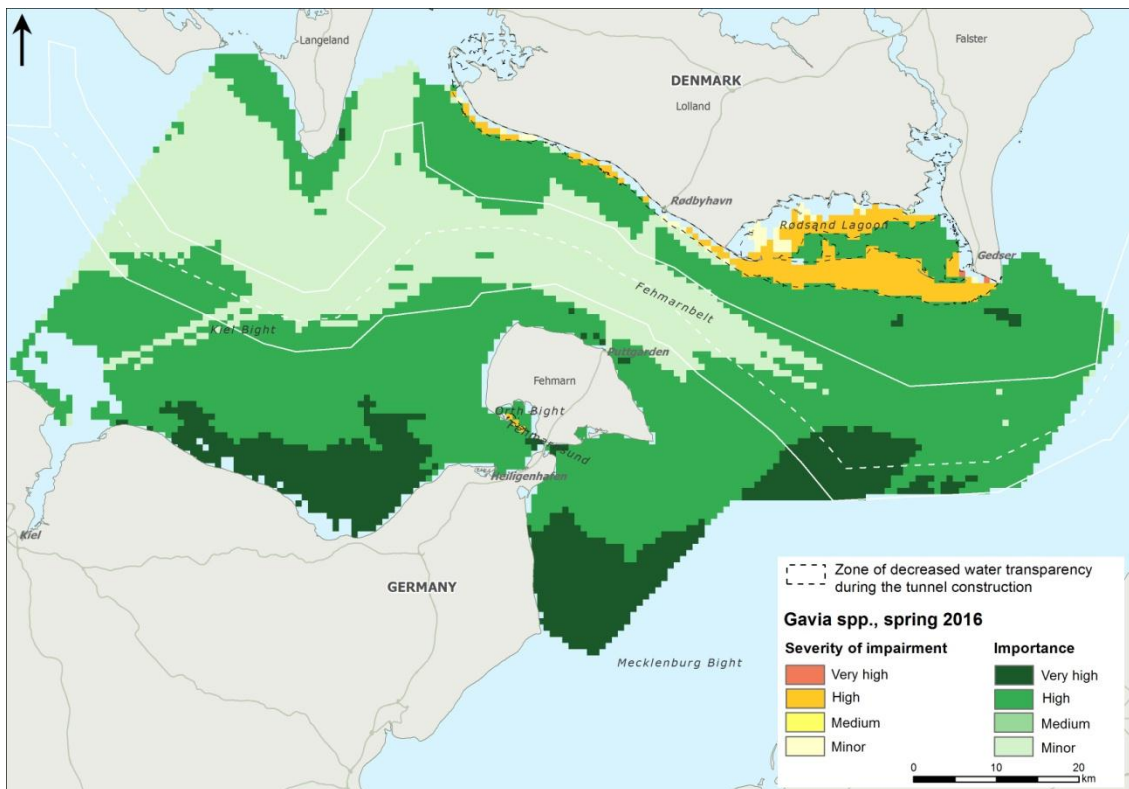 Langeland
Falster
DENMARK
Lolland
Rødbyhavn
Rødsand Lagoon
Gedser
Fehmarnbelt
Kiel Bight
Puttgarden
Fehmarn
Orth Bight
Fehmarnsund
Heiligenhafen
Kiel
GERMANY
Mecklenburg Bight
Zone of decreased water transparency
during the tunnel construction
Gavia spp., spring 2016
Severity of impairment
Very high
High
Medium
Minor
Importance
Very high
High
Medium
Minor
0 10 20
km